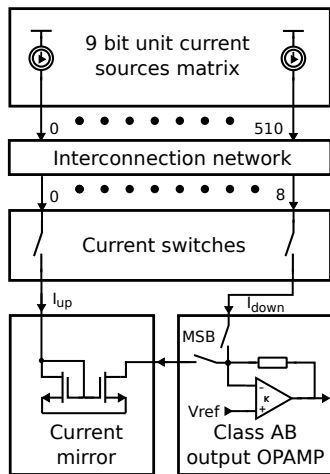 9 bit unit current
sources matrix
0
510
Interconnection network
0
8
Current switches
Iup
Idown
MSB
Vref
-
K
+
Current
mirror
Class AB
output OPAMP